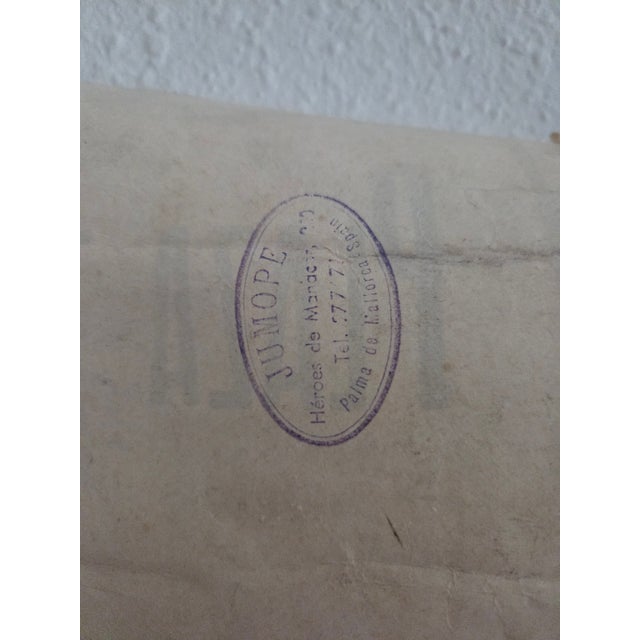 JUMOPE
Héroes de Manacor,
Tel.
Palma de Mallorca (Spain)